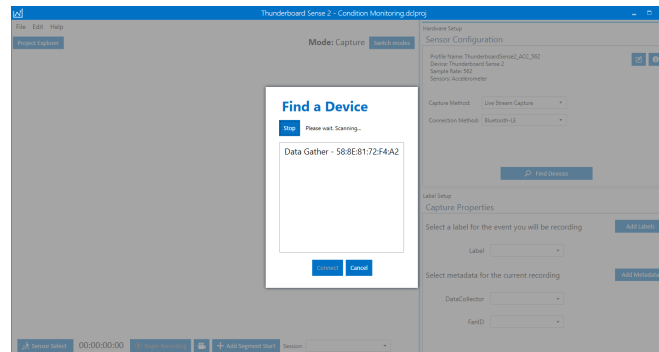 Thunderboard Sense 2 - Condition Monitoring.dclproj
File Edit Help
Project Explorer
Mode: Capture Switch modes
Hardware Setup
Sensor Configuration
Profile Name: ThunderboardSense2_ACC_562
Device: Thunderboard Sense 2
Sample Rate: 562
Sensors: Accelerometer
Capture Method: Live Stream Capture
Connection Method: Bluetooth-LE
Find Devices
Find a Device
Stop Please wait. Scanning...
Data Gather - 58:8E:81:72:F4:A2
Connect Cancel
Label Setup
Capture Properties
Select a label for the event you will be recording Add Labels
Label
Select metadata for the current recording Add Metadata
DataCollector
FanID
Sensor Select 00:00:00:00 Begin Recording Add Segment Start Session